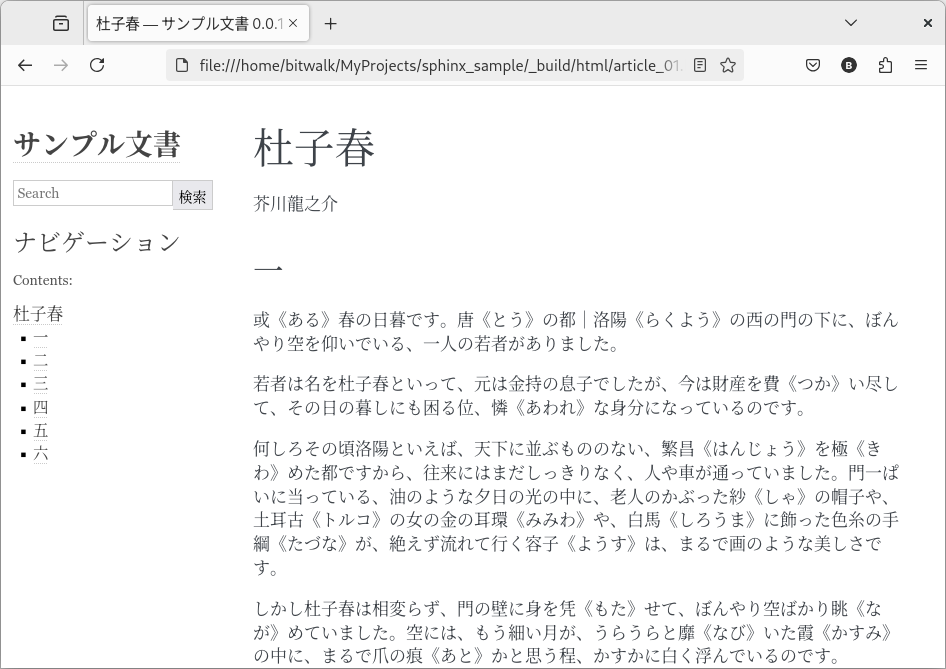 杜子春 — サンプル文書 0.0.1
file:///home/bitwalk/MyProjects/sphinx_sample/_build/html/article_01.
B
サンプル文書
Search
検索
ナビゲーション
Contents:
杜子春
一
二
三
四
五
六
杜子春
芥川龍之介
一
或《ある》春の日暮です。唐《とう》の都｜洛陽《らくよう》の西の門の下に、ぼん
やり空を仰いでいる、一人の若者がありました。
若者は名を杜子春といって、元は金持の息子でしたが、今は財産を費《つか》い尽し
て、その日の暮しにも困る位、憐《あわれ》な身分になっているのです。
何しろその頃洛陽といえば、天下に並ぶもののない、繁昌《はんじょう》を極《き
わ》めた都ですから、往来にはまだしっきりなく、人や車が通っていました。門一ぱ
いに当っている、油のような夕日の光の中に、老人のかぶった紗《しゃ》の帽子や、
土耳古《トルコ》の女の金の耳環《みみわ》や、白馬《しろうま》に飾った色糸の手
綱《たづな》が、絶えず流れて行く容子《ようす》は、まるで画のような美しさで
す。
しかし杜子春は相変らず、門の壁に身を凭《もた》せて、ぼんやり空ばかり眺《な
が》めていました。空には、もう細い月が、うらうらと靡《なび》いた霞《かすみ》
の中に、まるで爪の痕《あと》かと思う程、かすかに白く浮んでいるのです。